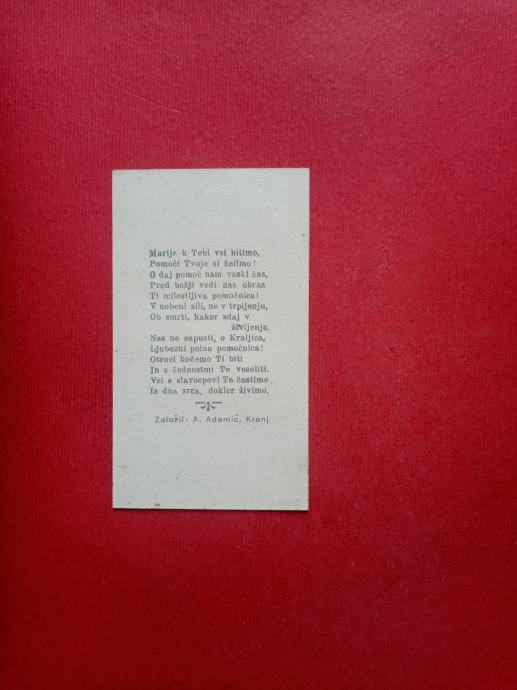 Marija k Tebi vsi hitimo,
Pomoči Tvoje si želimo!
O daj pomoč nam vsaki čas,
Pred božji vedi nas obraz
Ti milostljiva pomočnica!
V nobeni sili, ne v trpljenju,
Ob smrti, kakor zdaj v
življenju.
Nas ne zapusti, o Kraljica,
Ljubezni polna pomočnica!
Otroci hočemo Ti biti
In s čednostmi Te veseliti.
Vsi s slavospevi Te častimo
Iz dna srca, dokler živimo.
Založil: A. Adamič, Kranj.